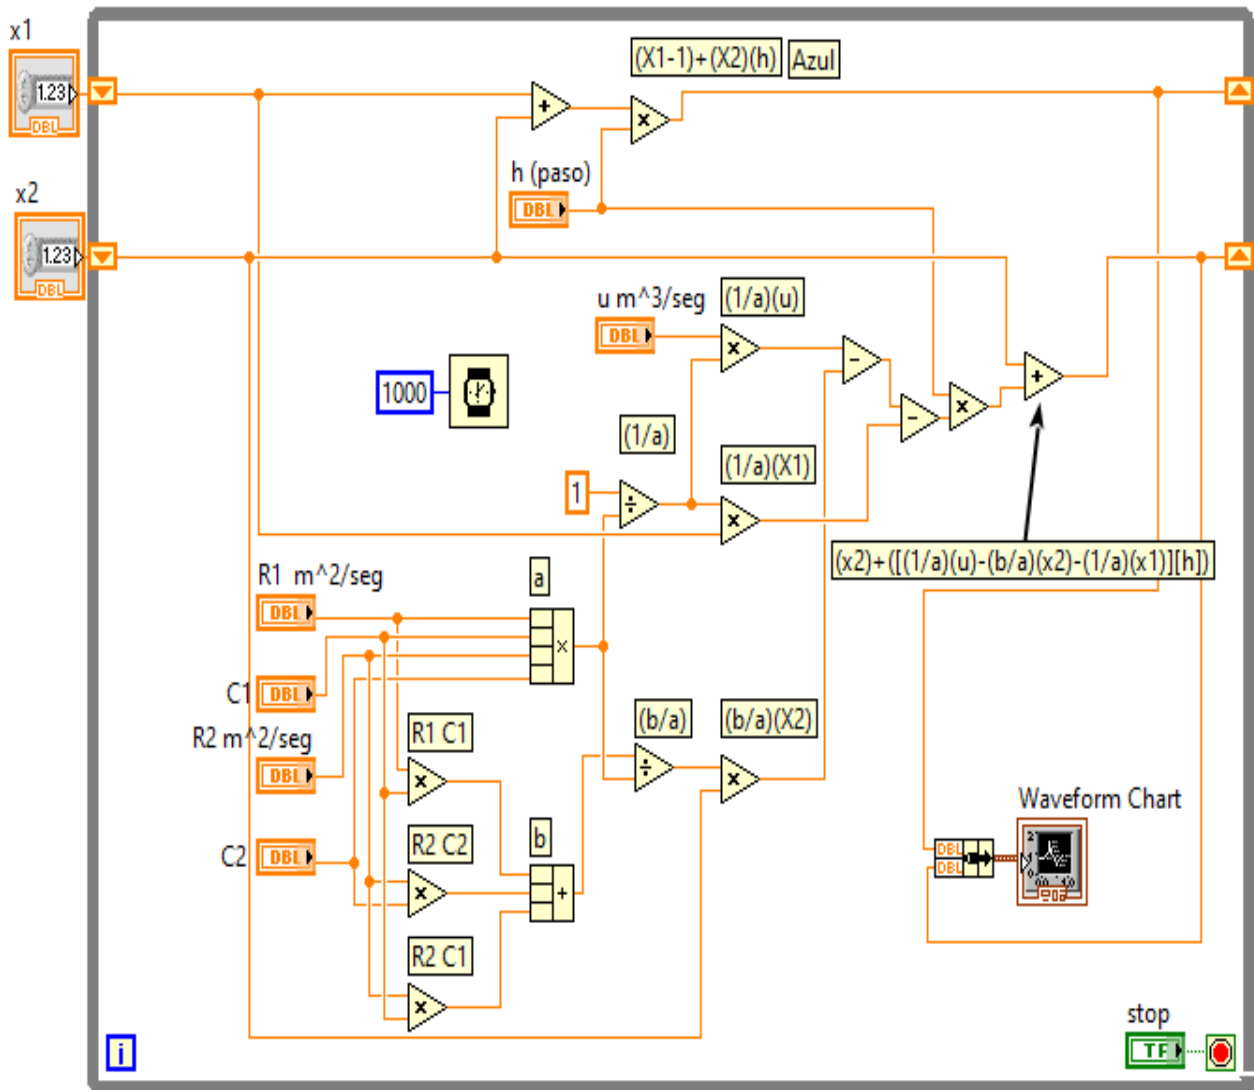 x1
1.23
DBL
(X1-1)+(X2)(h)
Azul
+
x
h (paso)
DBL
x2
1.23
DBL
u m^3/seg
DBL
(1/a)(u)
x
-
-
x
+
1000
(1/a)
1
÷
(1/a)(X1)
x
(x2)+([(1/a)(u)-(b/a)(x2)-(1/a)(x1)][h])
R1 m^2/seg
DBL
a
x
C1
DBL
R2 m^2/seg
DBL
R1 C1
x
(b/a)
÷
(b/a)(X2)
x
C2
DBL
R2 C2
x
b
+
R2 C1
x
Waveform Chart
DBL
DBL
i
stop
TF